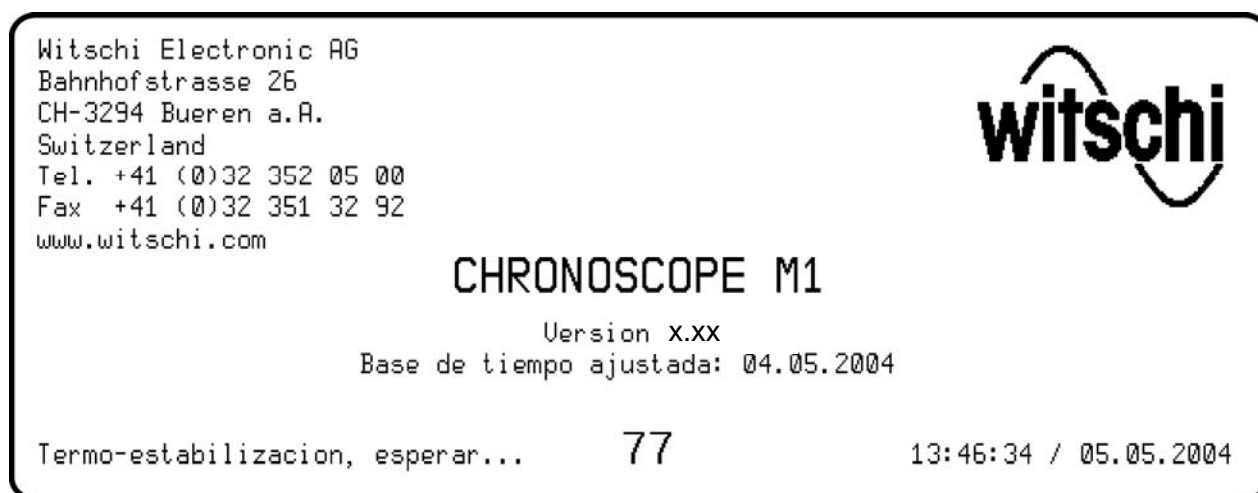 Witschi Electronic AG
Bahnhofstrasse 26
CH-3294 Bueren a.A.
Switzerland
Tel. +41 (0)32 352 05 00
Fax +41 (0)32 351 32 92
www.witschi.com
witschi
CHRONOSCOPE M1
Version x.xx
Base de tiempo ajustada: 04.05.2004
Termo-estabilizacion, esperar... 77 13:46:34 / 05.05.2004